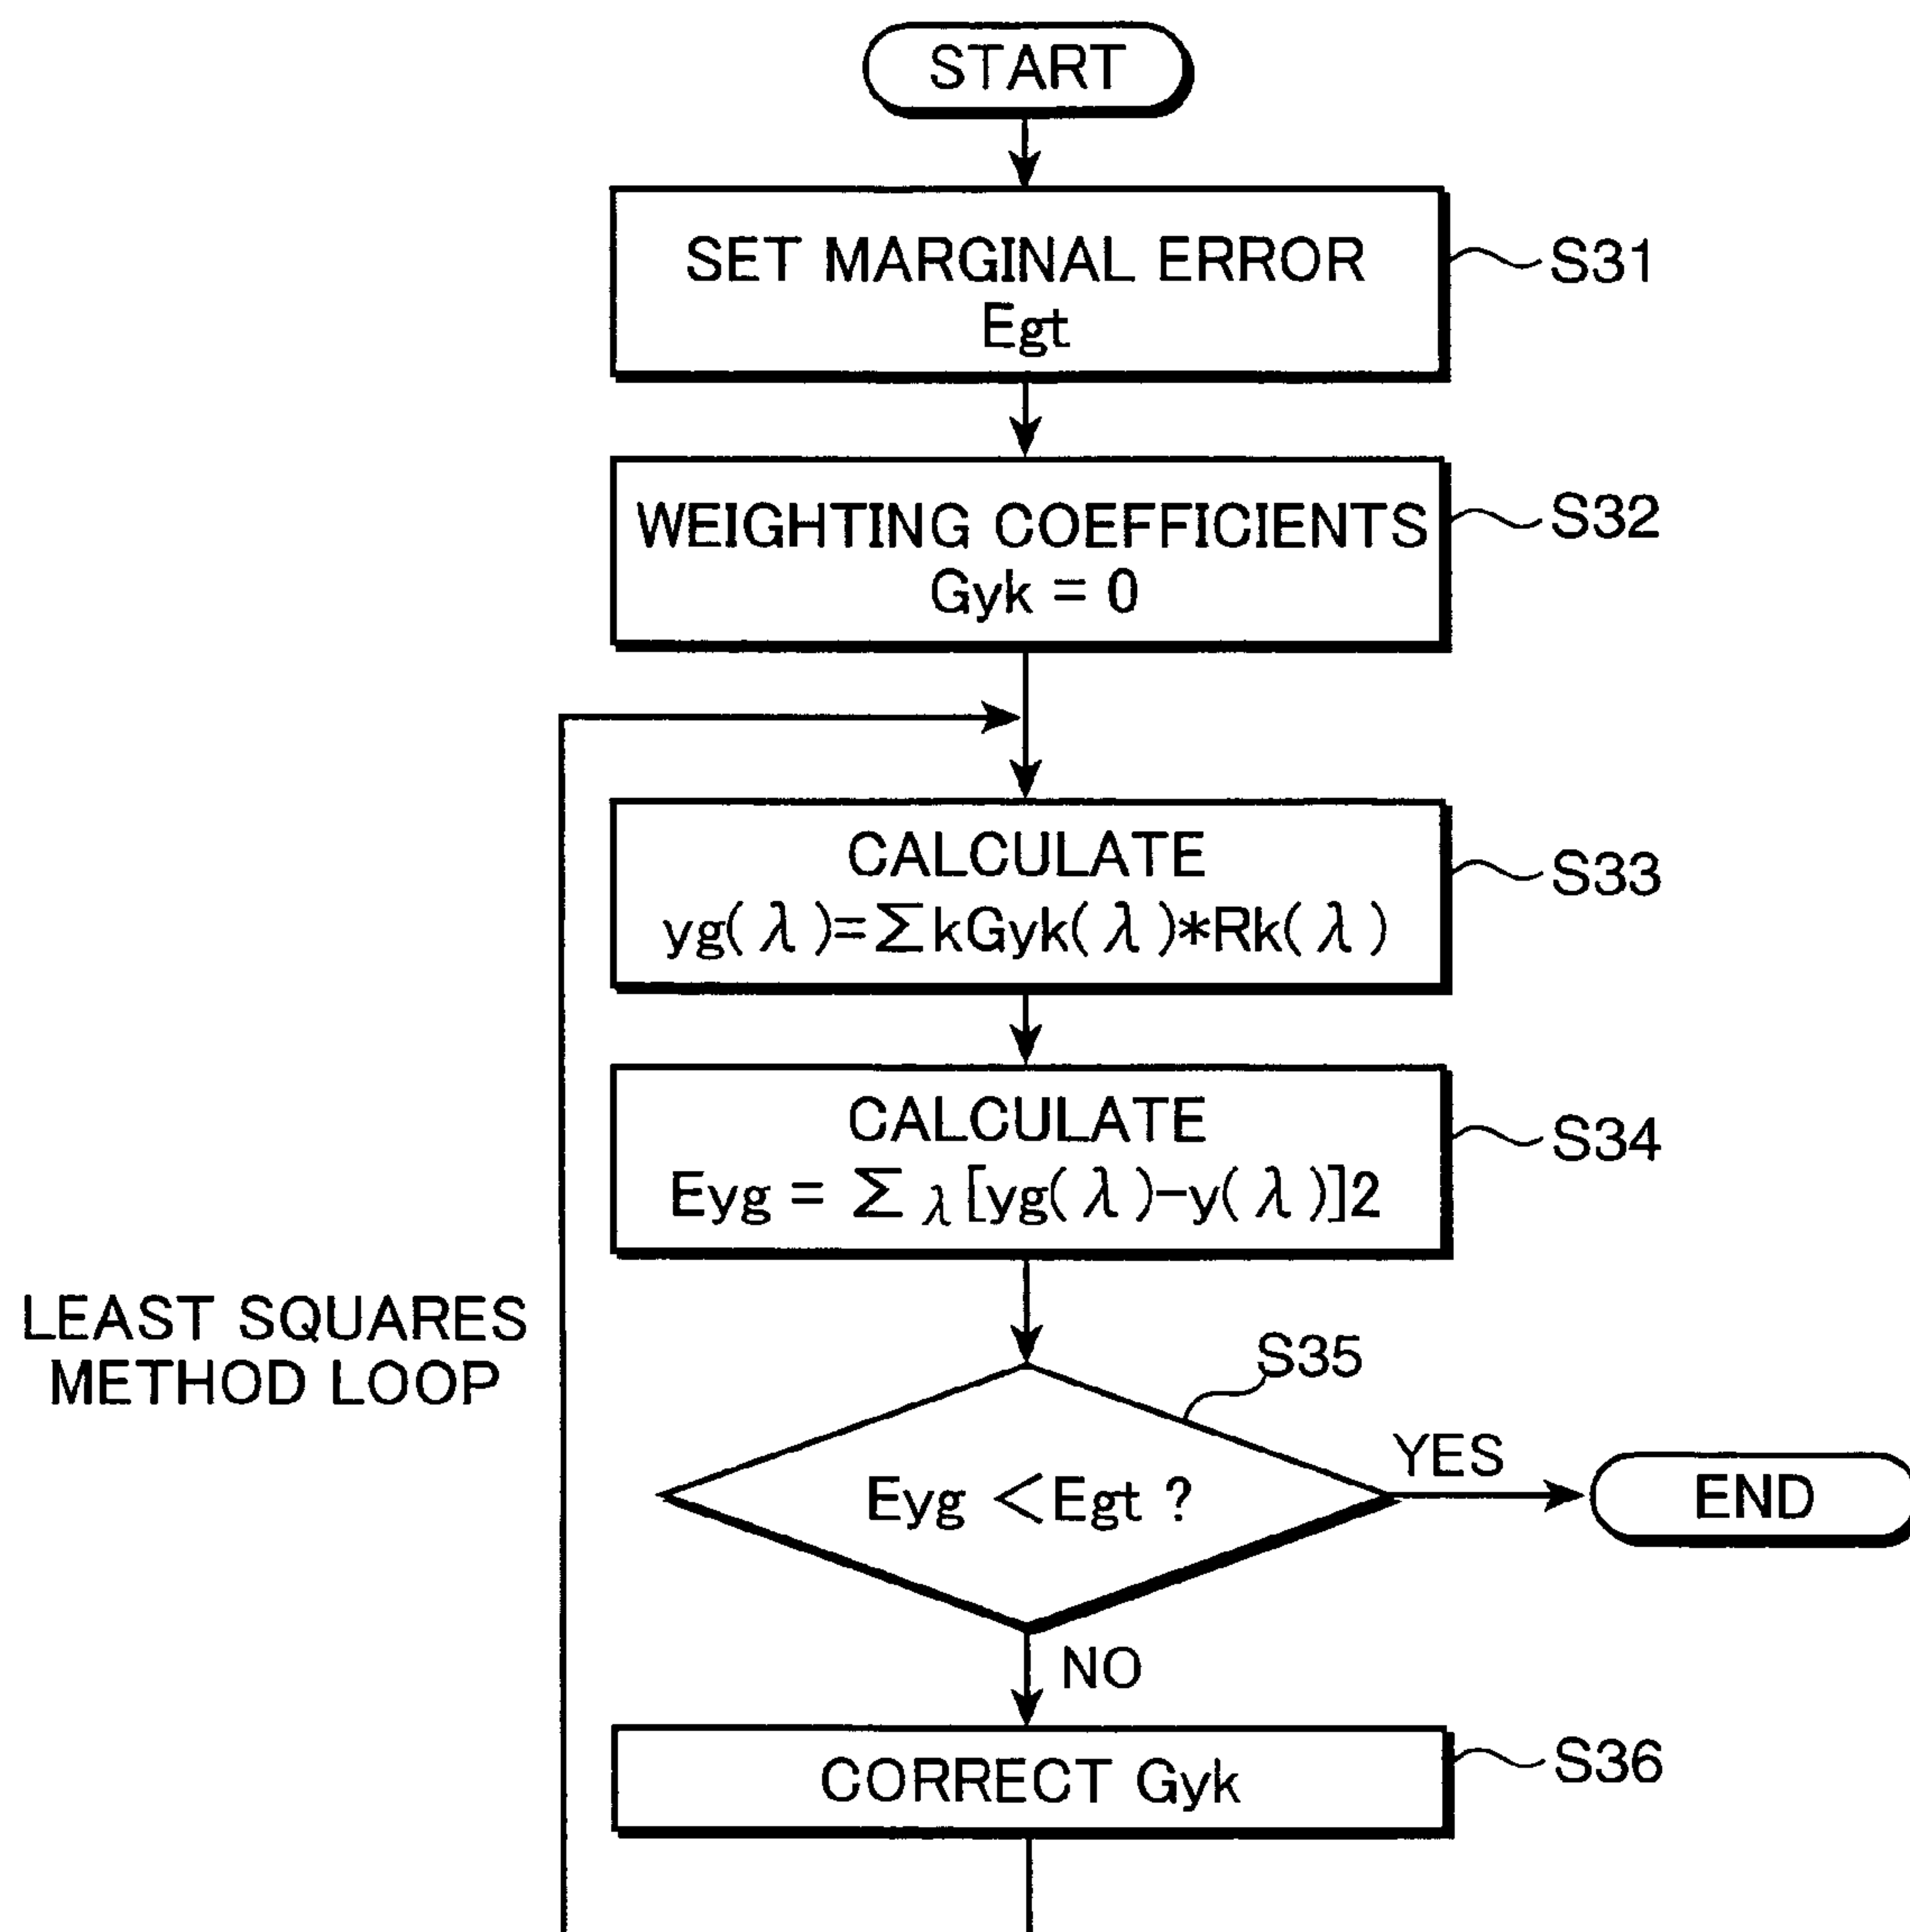 START
SET MARGINAL ERROR
Egt
S31
WEIGHTING COEFFICIENTS
Gyk = 0
S32
CALCULATE
yg(λ)=ΣkGyk(λ)*Rk(λ)
S33
CALCULATE
Eyg = Σλ[yg(λ)-y(λ)]2
S34
LEAST SQUARES
METHOD LOOP
S35
Eyg <Egt ?
YES
END
NO
CORRECT Gyk
S36